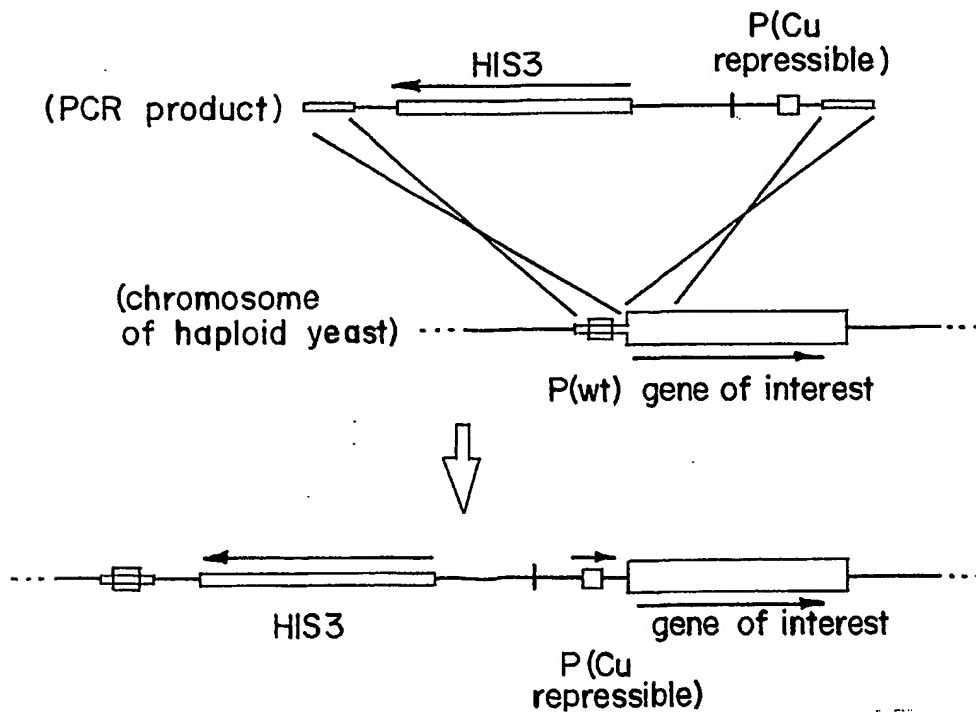 P(Cu
repressible)
HIS3
(PCR product)
(chromosome
of haploid yeast)
P(wt) gene of interest
HIS3
gene of interest
P(Cu
repressible)